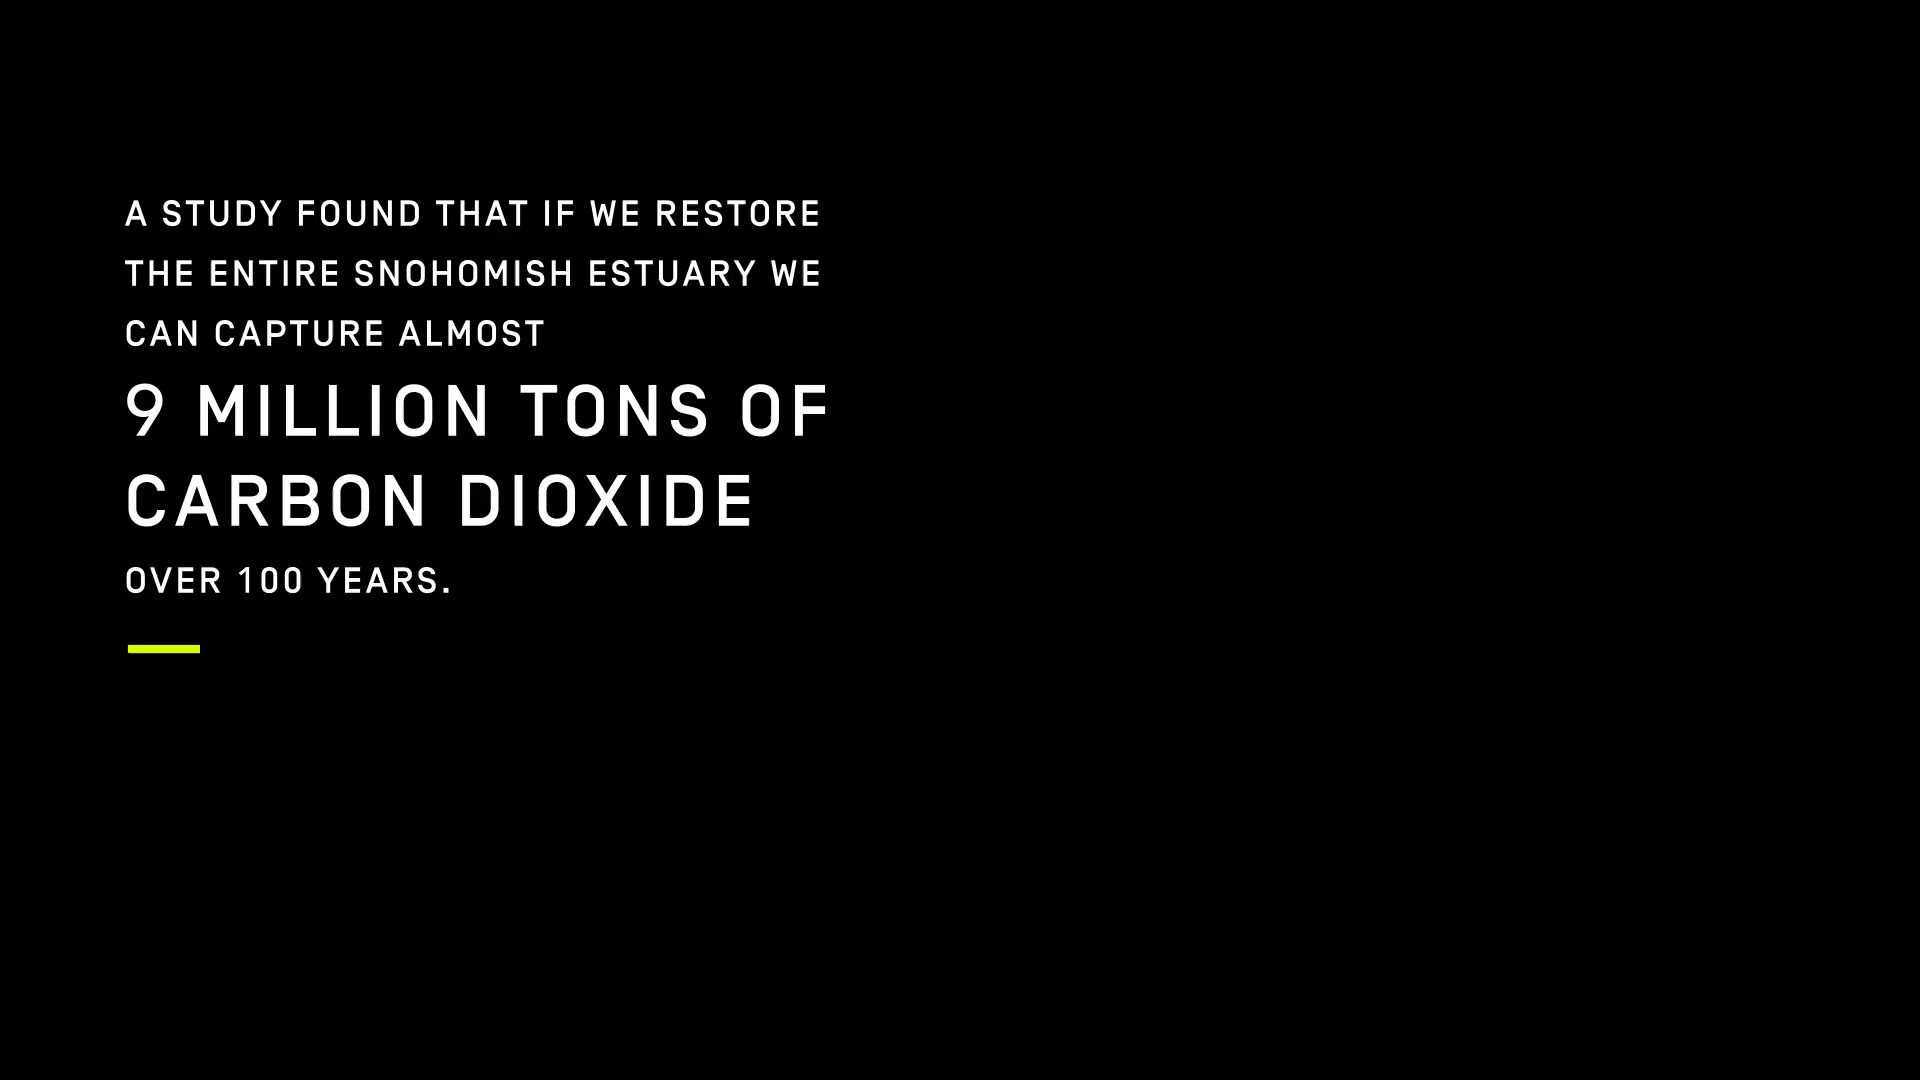 A STUDY FOUND THAT IF WE RESTORE
THE ENTIRE SNOHOMISH ESTUARY WE
CAN CAPTURE ALMOST
9 MILLION TONS OF
CARBON DIOXIDE
OVER 100 YEARS.